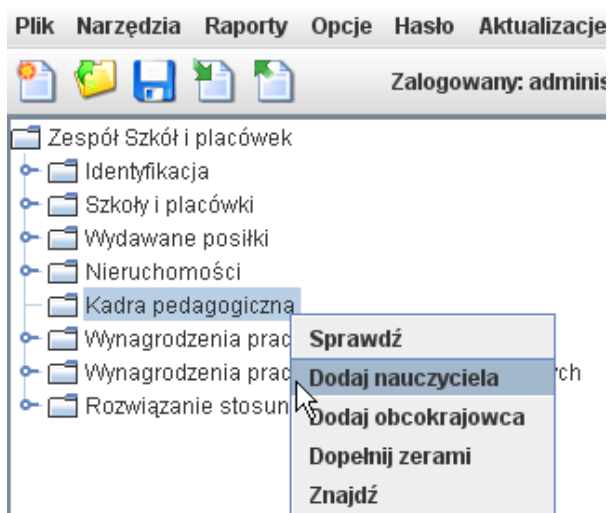 Plik Narzędzia Raporty Opcje Hasło Aktualizacje
Zalogowany: adminis
Zespół Szkół i placówek
Identyfikacja
Szkoły i placówki
Wydawane posiłki
Nieruchomości
Kadra pedagogiczna
Wynagrodzenia prac
Wynagrodzenia prac ch
Rozwiązanie stosun
Sprawdź
Dodaj nauczyciela
Dodaj obcokrajowca
Dopełnij zerami
Znajdź